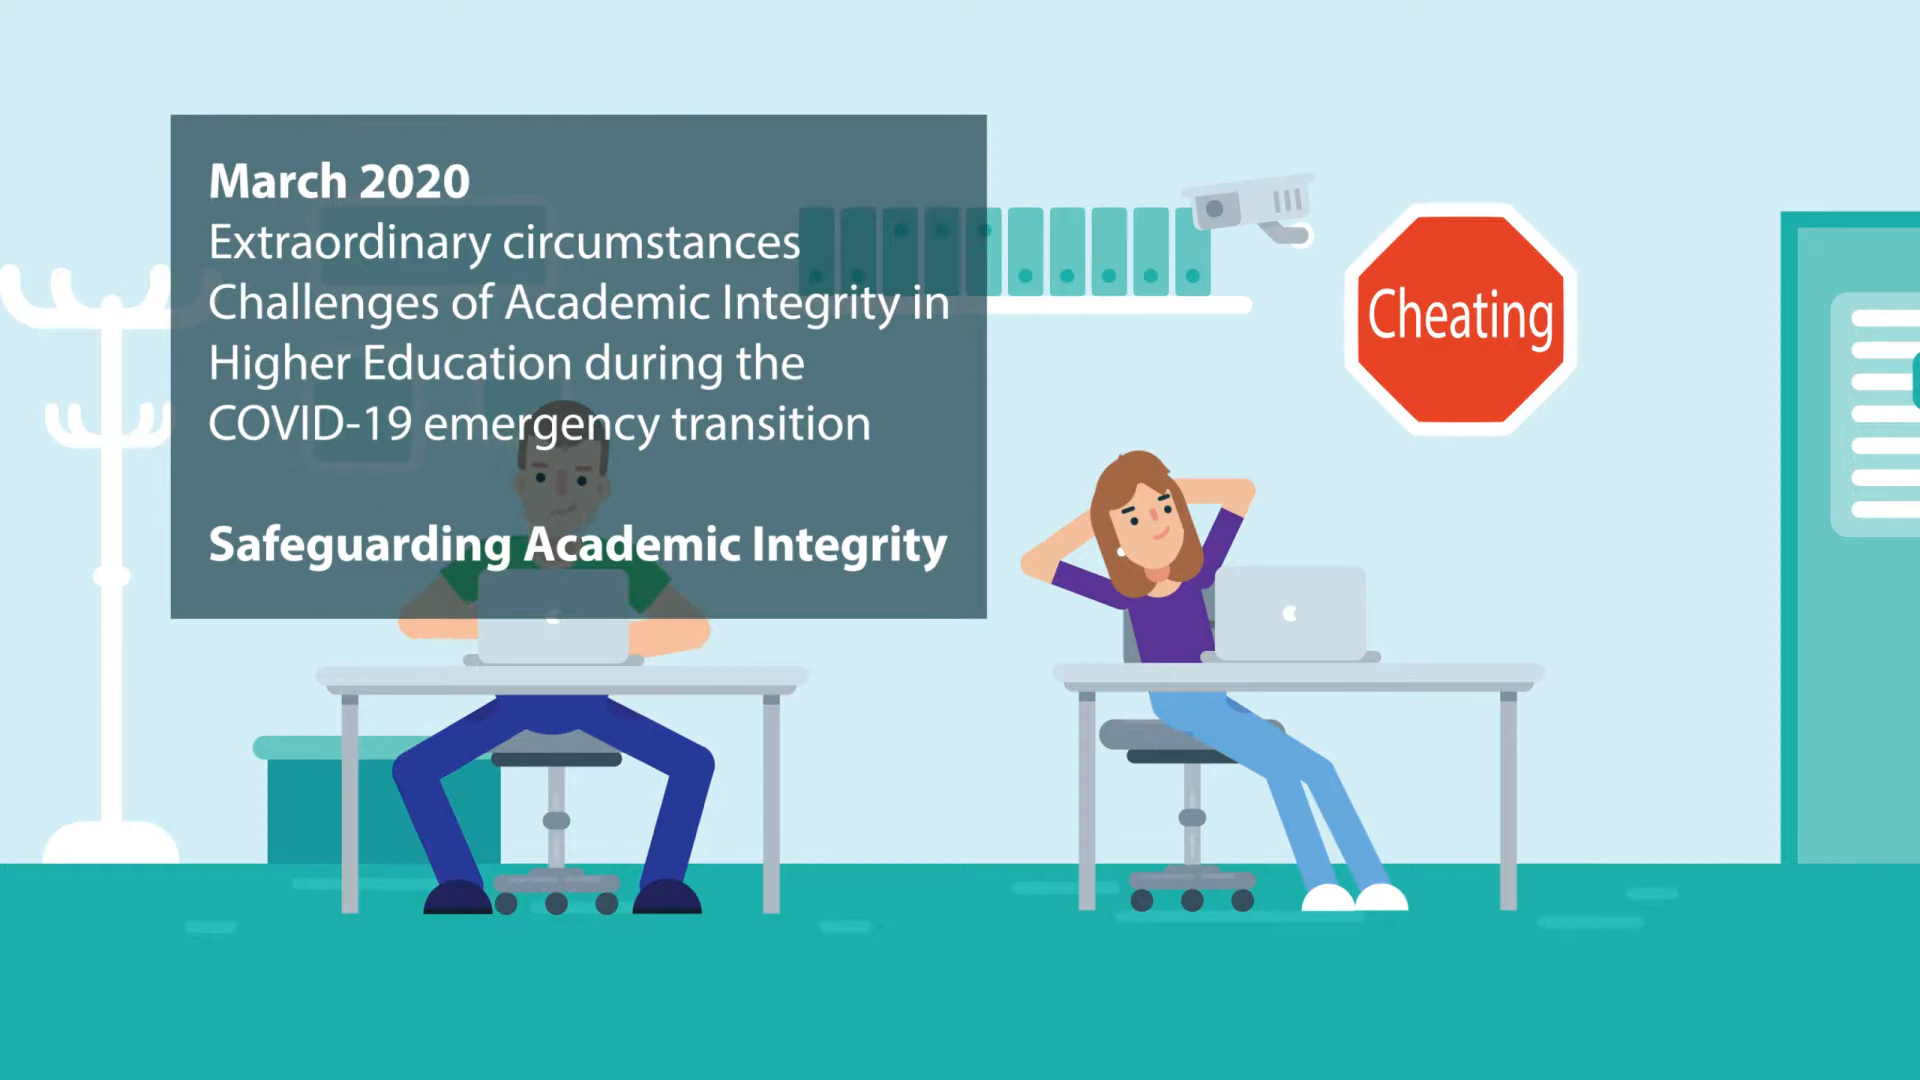 March 2020
Extraordinary circumstances
Challenges of Academic Integrity in
Higher Education during the
COVID-19 emergency transition
Safeguarding Academic Integrity
Cheating